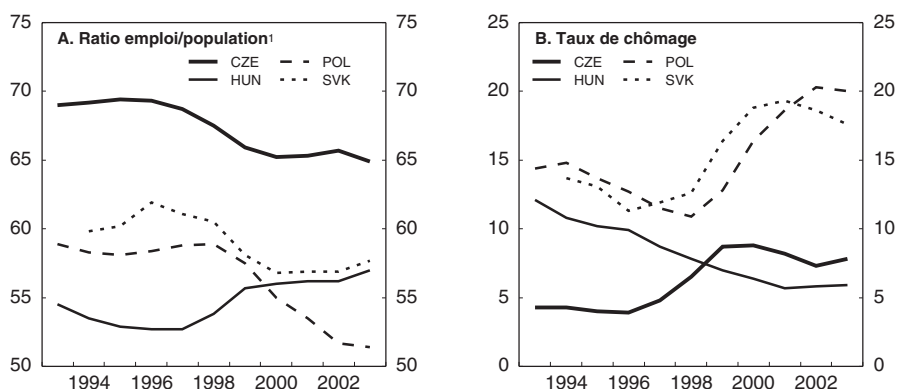 A. Ratio emploi/population1
CZE POL
HUN SVK
75 75
70 70
65 65
60 60
55 55
50 50
1994 1996 1998 2000 2002
B. Taux de chômage
CZE POL
HUN SVK
25 25
20 20
15 15
10 10
5 5
0 0
1994 1996 1998 2000 2002